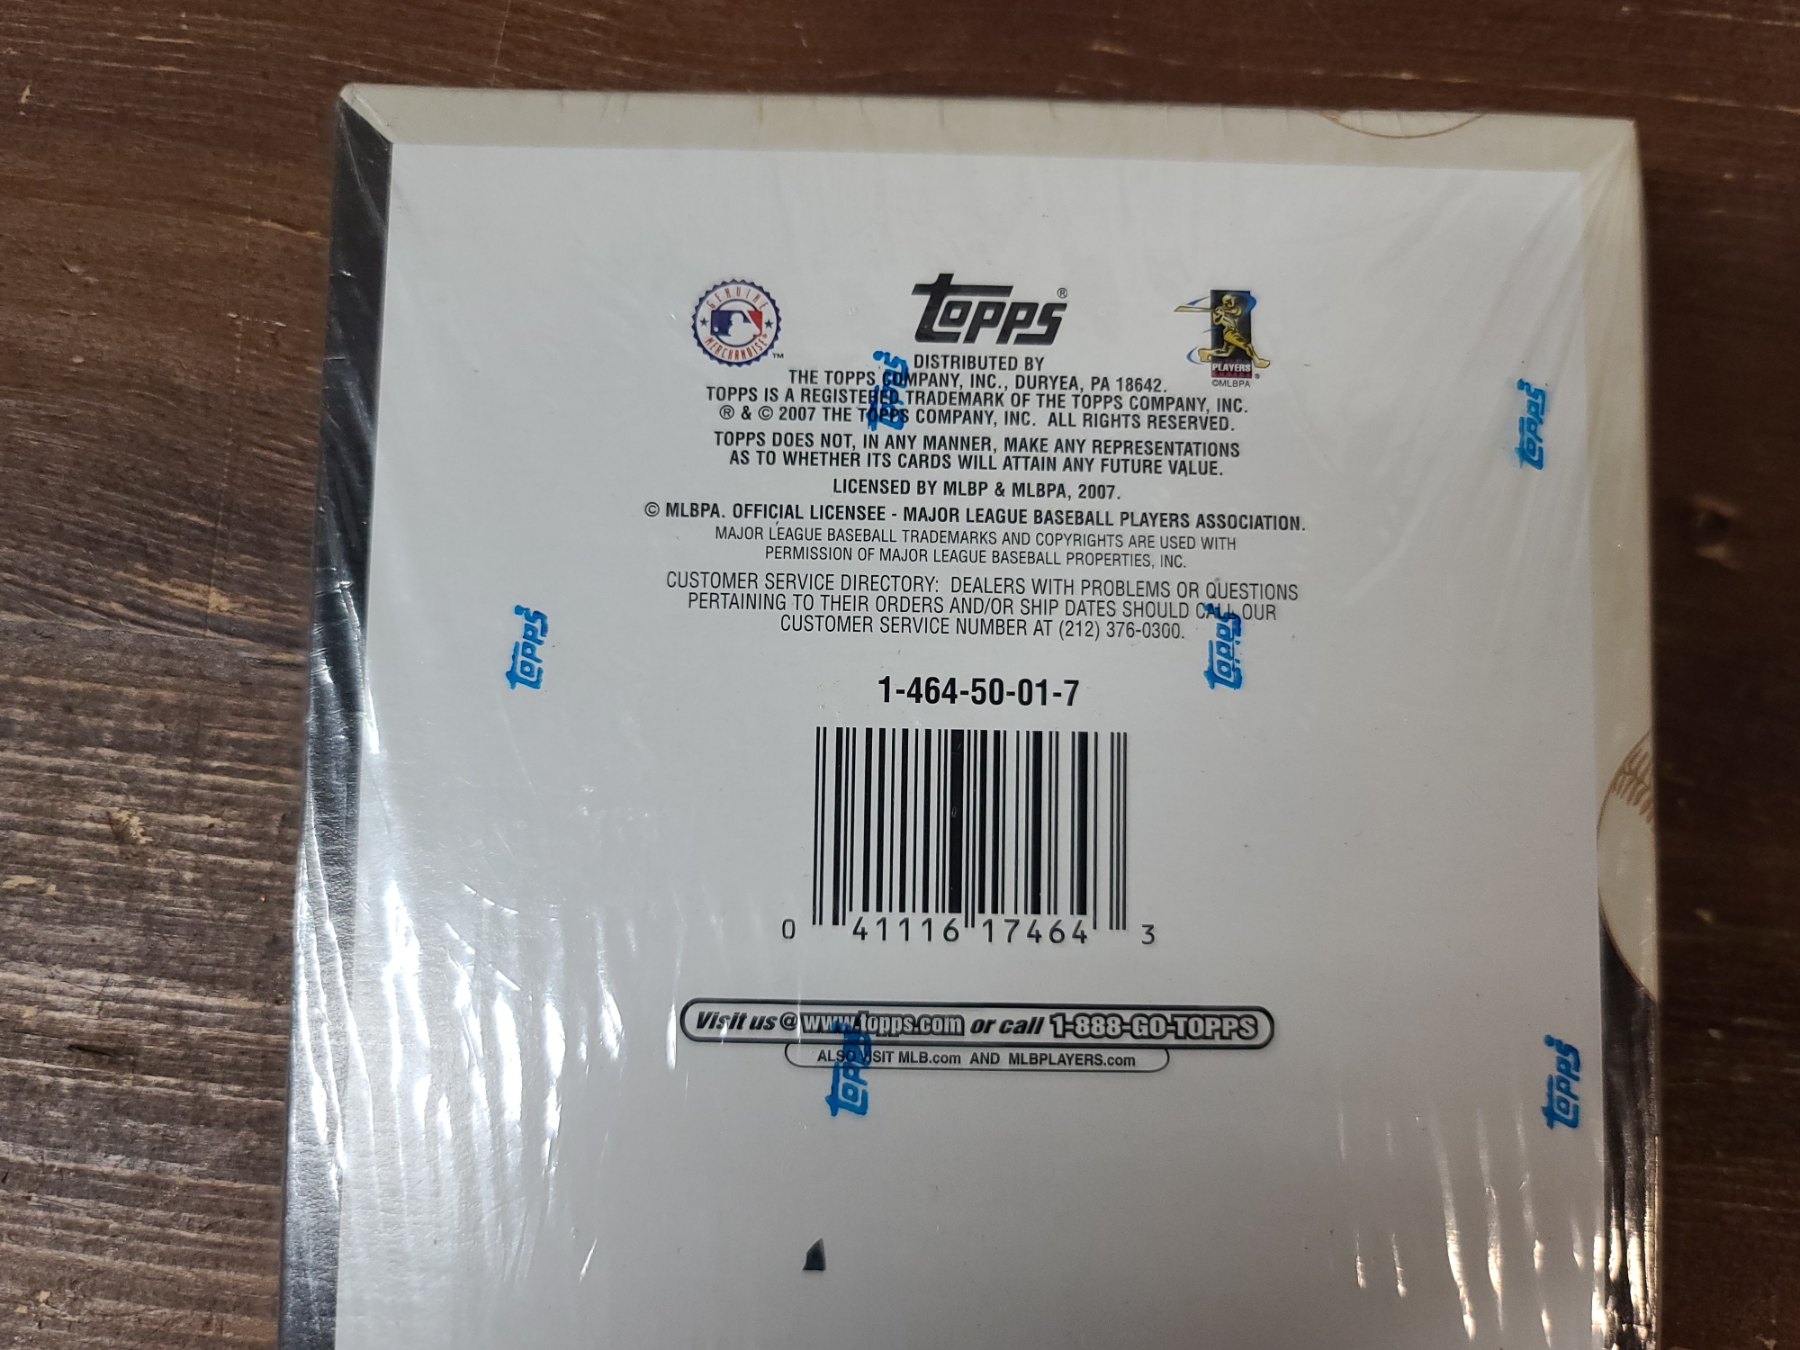 GENUINE
MERCHANDISE
TM
topps®
PLAYERS
©MLBPA
DISTRIBUTED BY
THE TOPPS COMPANY, INC., DURYEA, PA 18642.
TOPPS IS A REGISTERED TRADEMARK OF THE TOPPS COMPANY, INC.
® & © 2007 THE TOPPS COMPANY, INC. ALL RIGHTS RESERVED.
TOPPS DOES NOT, IN ANY MANNER, MAKE ANY REPRESENTATIONS
AS TO WHETHER ITS CARDS WILL ATTAIN ANY FUTURE VALUE.
LICENSED BY MLBP & MLBPA, 2007.
© MLBPA. OFFICIAL LICENSEE - MAJOR LEAGUE BASEBALL PLAYERS ASSOCIATION.
MAJOR LEAGUE BASEBALL TRADEMARKS AND COPYRIGHTS ARE USED WITH
PERMISSION OF MAJOR LEAGUE BASEBALL PROPERTIES, INC.
CUSTOMER SERVICE DIRECTORY: DEALERS WITH PROBLEMS OR QUESTIONS
PERTAINING TO THEIR ORDERS AND/OR SHIP DATES SHOULD CALL OUR
CUSTOMER SERVICE NUMBER AT (212) 376-0300.
1-464-50-01-7
0 41116 17464 3
Visit us @ www.topps.com or call 1-888-GO-TOPPS
ALSO VISIT MLB.com AND MLBPLAYERS.com
topps
topps
topps
topps
topps
topps